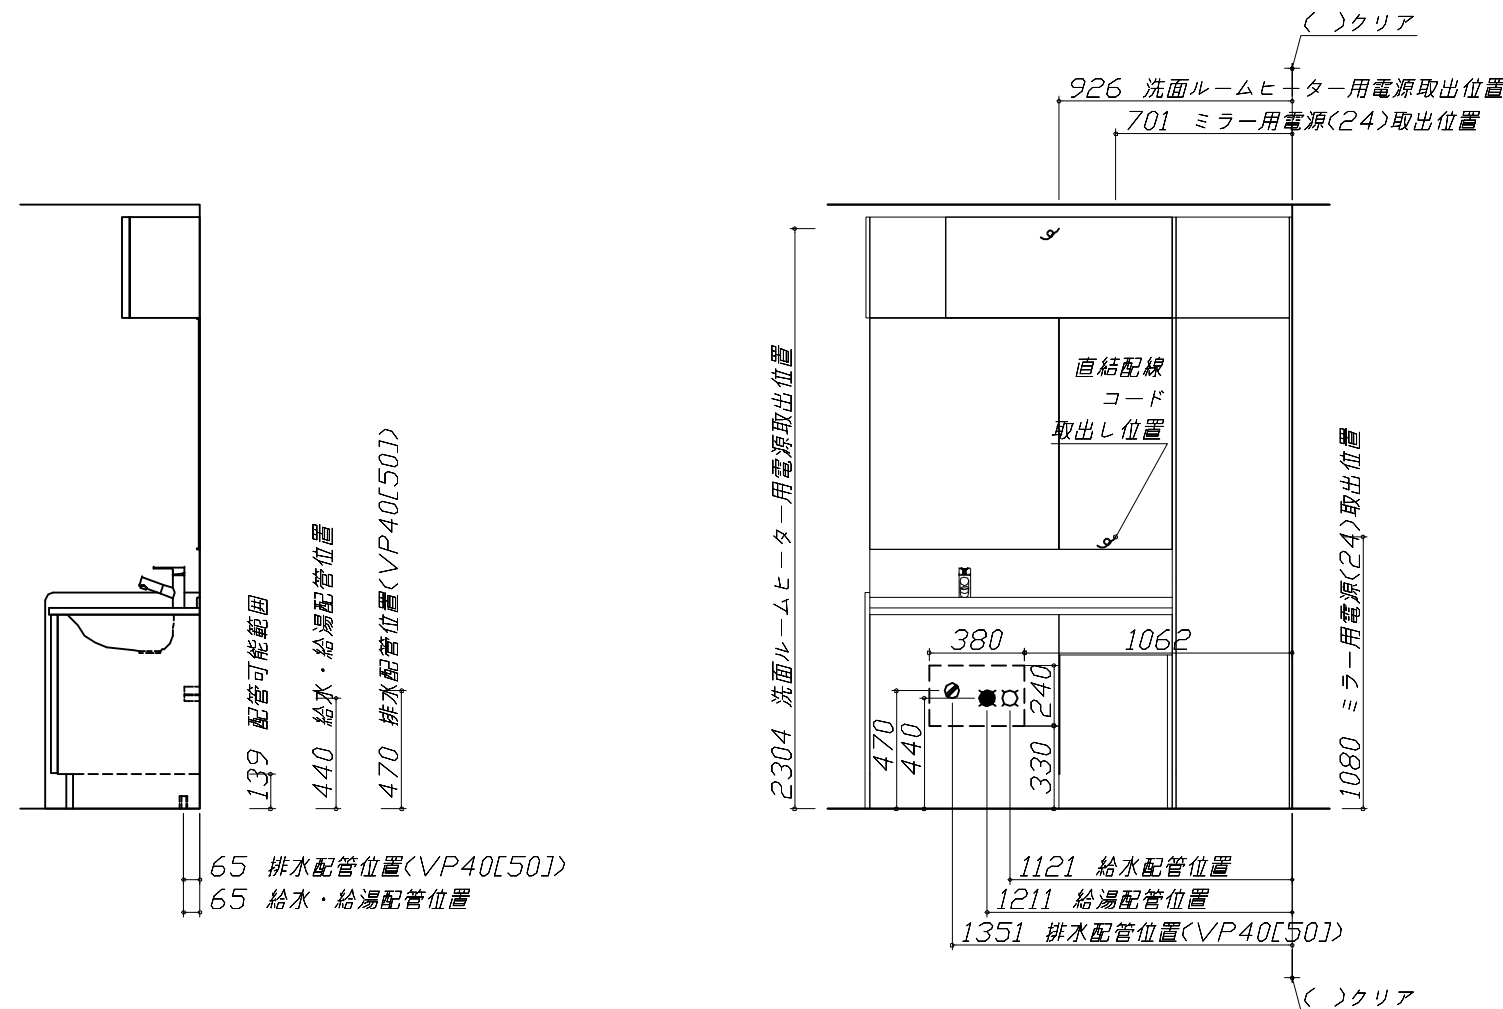 ( )クリア
926 洗面ルームヒーター用電源取出位置
701 ミラー用電源(24)取出位置
2304 洗面ルームヒーター用電源取出位置
直結配線
コード
取出し位置
1080 ミラー用電源(24)取出位置
139 配管可能範囲
440 給水・給湯配管位置
470 排水配管位置(VP40[50])
380
1062
240
330
470
440
65 排水配管位置(VP40[50])
65 給水・給湯配管位置
1121 給水配管位置
1211 給湯配管位置
1351 排水配管位置(VP40[50])
( )クリア